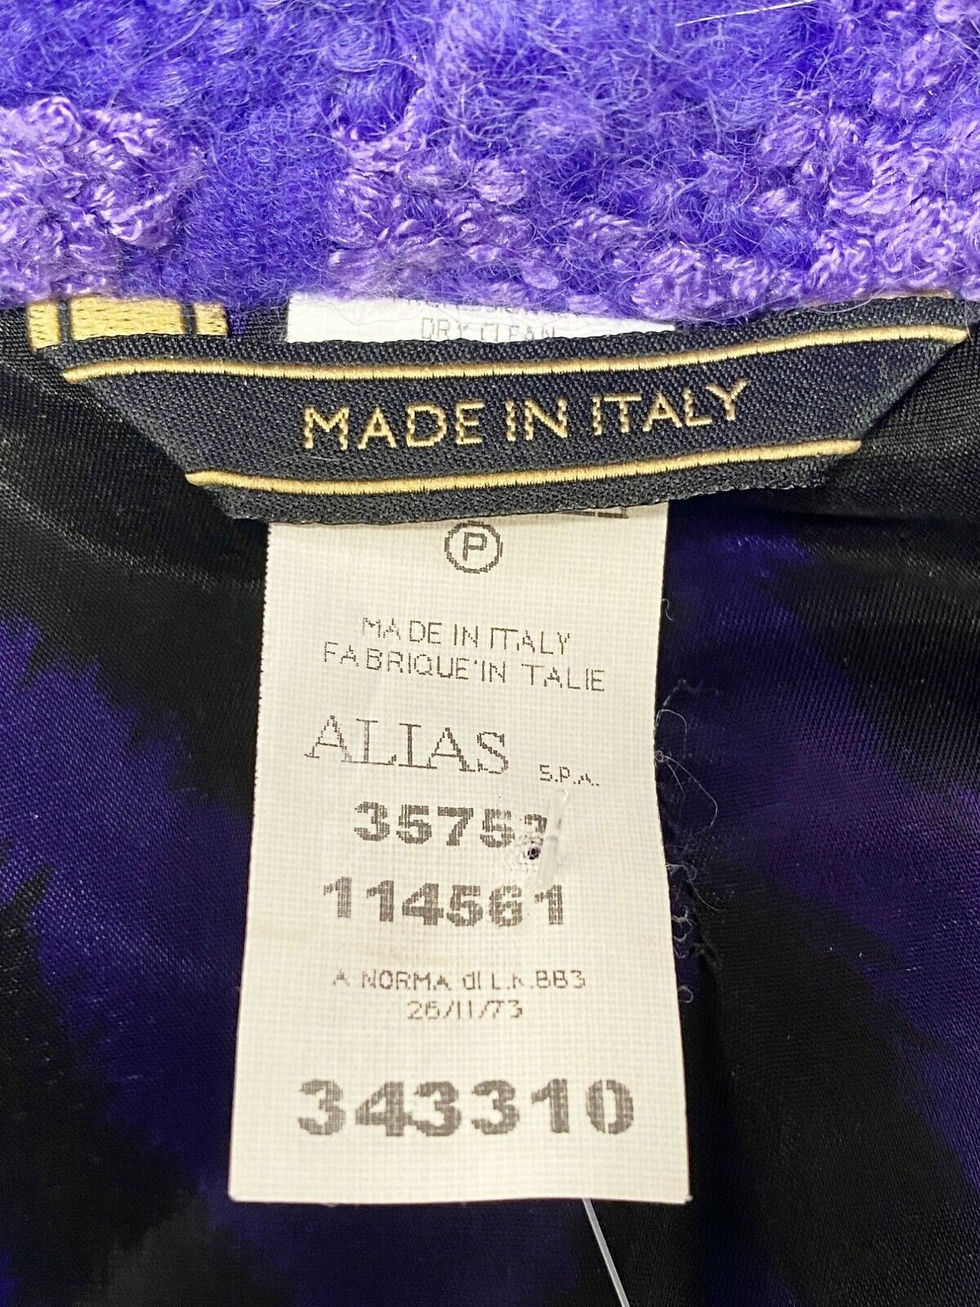 DRY CLEAN
MADE IN ITALY
P
MADE IN ITALY
FABRIQUE'IN ITALIE
ALIAS S.P.A.
114561
A NORMA di L.N.883
26/11/73
343310